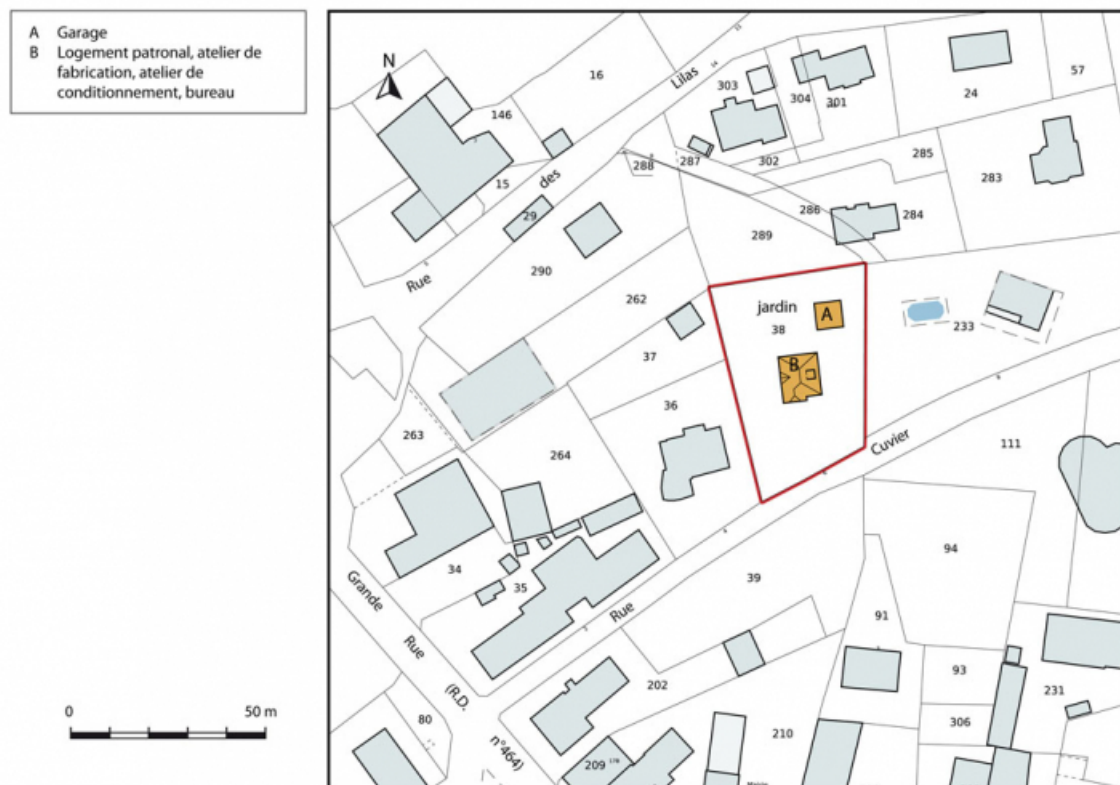 A Garage
B Logement patronal, atelier de
fabrication, atelier de
conditionnement, bureau
N
16
Lilas
303
304
301
24
57
146
15
des
288
287
302
285
283
29
286
284
289
Rue
290
262
jardin
38
A
233
37
B
36
263
264
Cuvier
111
34
35
94
Grande
Rue
(R.D.
n°464)
Rue
39
91
202
93
231
306
80
210
209
0 50 m